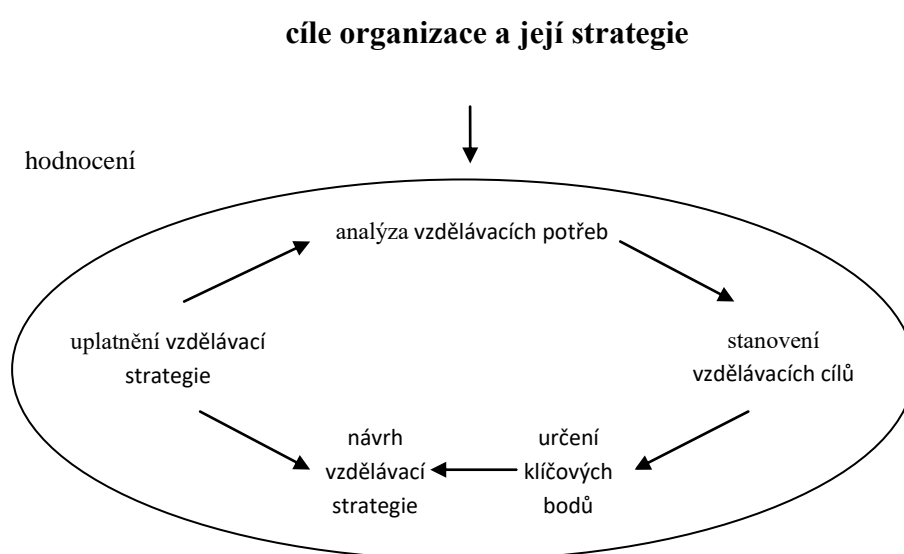 cíle organizace a její strategie
hodnocení
analýza vzdělávacích potřeb
uplatnění vzdělávací
strategie
stanovení
vzdělávacích cílů
návrh
vzdělávací
strategie
určení
klíčových
bodů